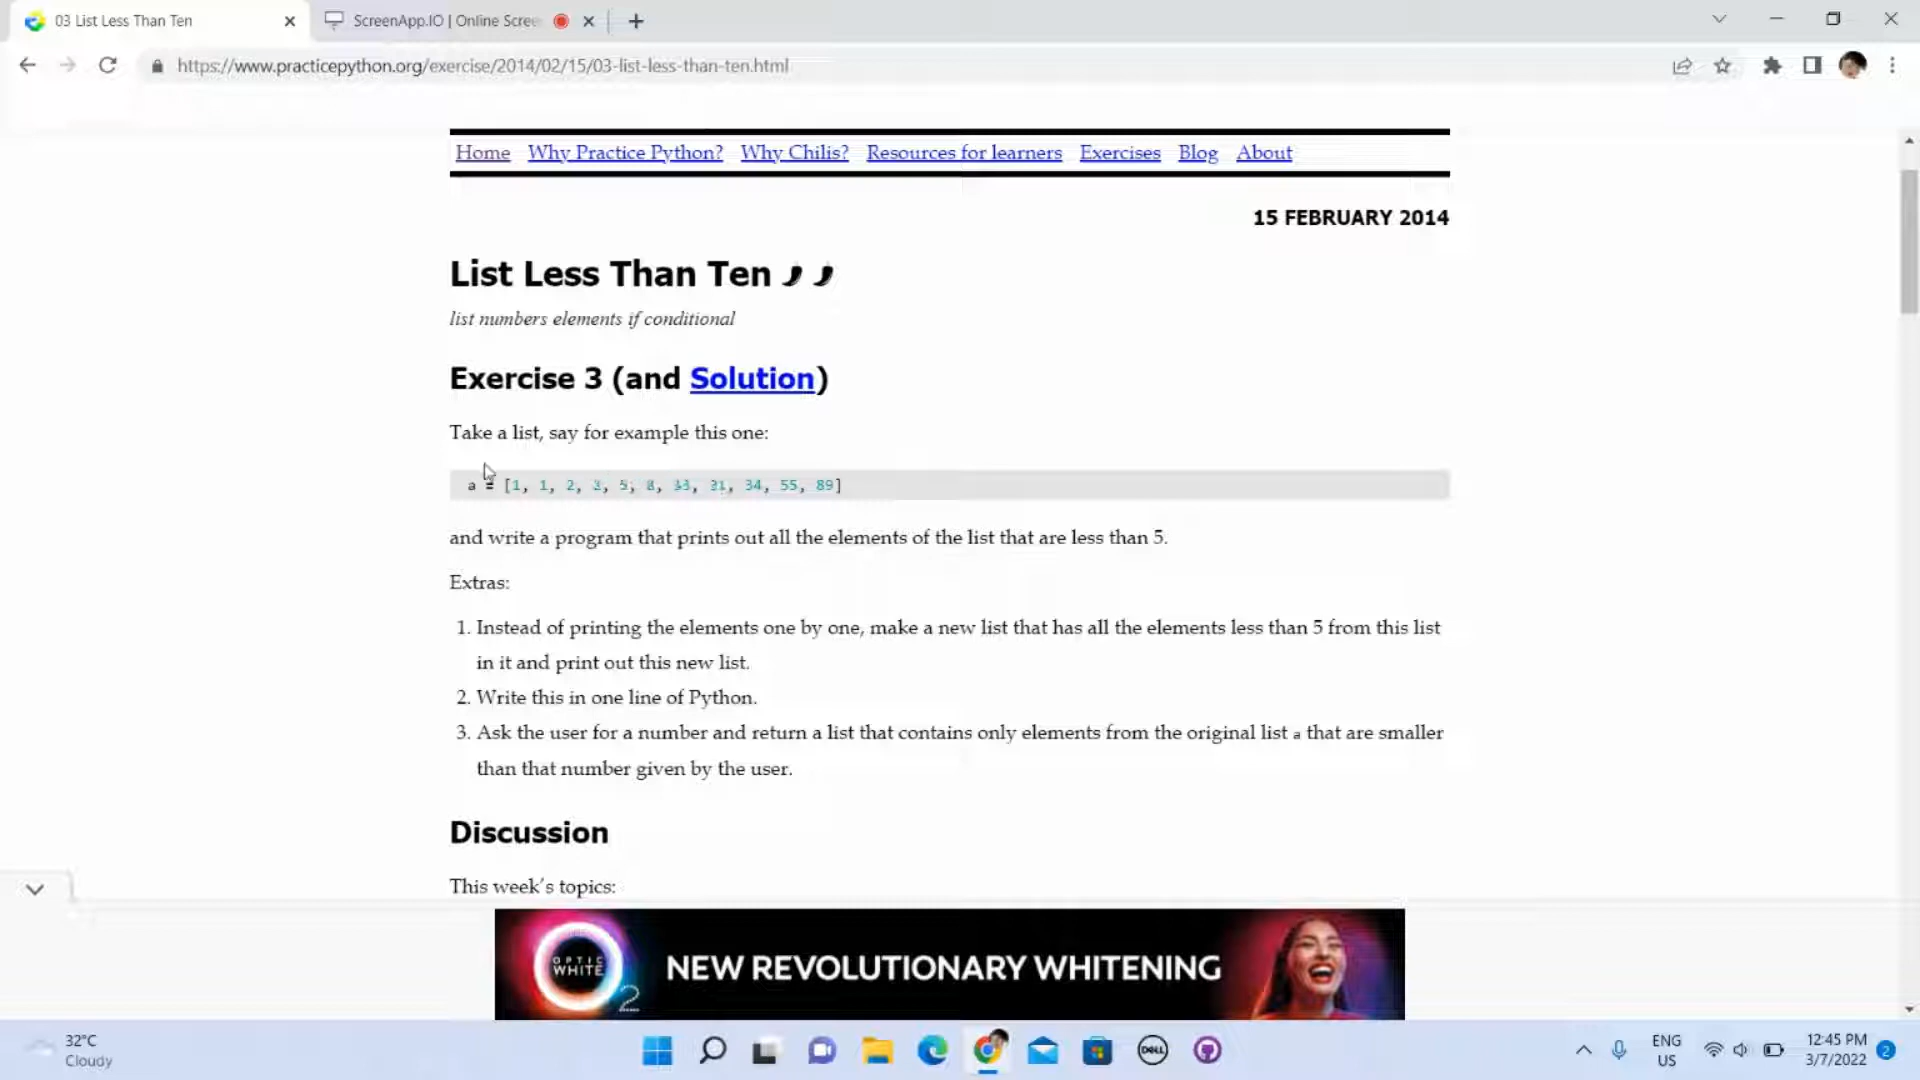 03 List Less Than Ten
ScreenApp.IO | Online Scree
https://www.practicepython.org/exercise/2014/02/15/03-list-less-than-ten.html
Home Why Practice Python? Why Chilis? Resources for learners Exercises Blog About
15 FEBRUARY 2014
List Less Than Ten
list numbers elements if conditional
Exercise 3 (and Solution)
Take a list, say for example this one:
a = [1, 1, 2, 3, 5, 8, 13, 21, 34, 55, 89]
and write a program that prints out all the elements of the list that are less than 5.
Extras:
1. Instead of printing the elements one by one, make a new list that has all the elements less than 5 from this list
in it and print out this new list.
2. Write this in one line of Python.
3. Ask the user for a number and return a list that contains only elements from the original list a that are smaller
than that number given by the user.
Discussion
This week's topics:
OPTIC
WHITE
O2
NEW REVOLUTIONARY WHITENING
32°C
Cloudy
DELL
ENG
US
12:45 PM
3/7/2022
2